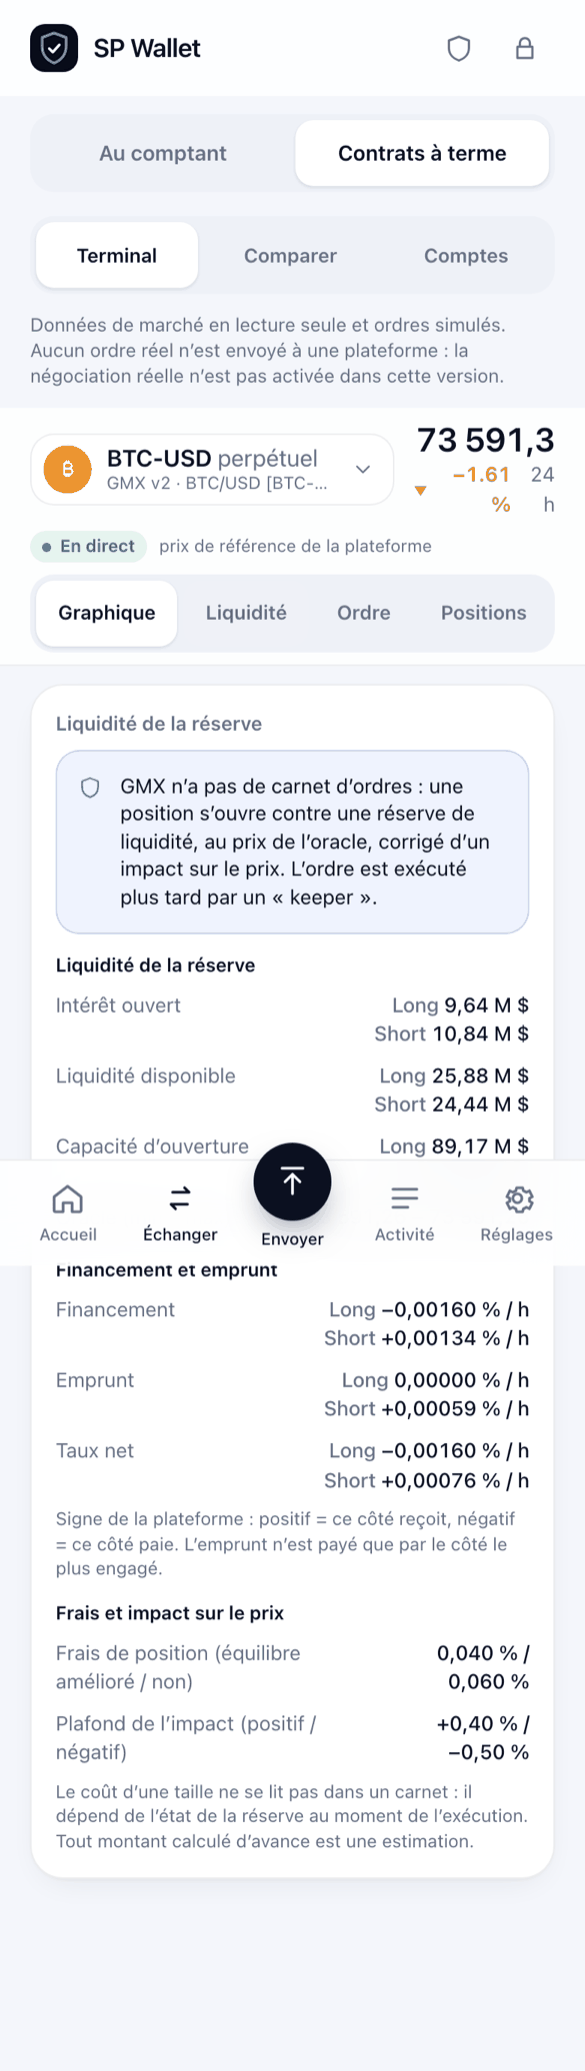 SP Wallet
Au comptant
Contrats à terme
Terminal
Comparer
Comptes
Données de marché en lecture seule et ordres simulés.
Aucun ordre réel n’est envoyé à une plateforme : la
négociation réelle n’est pas activée dans cette version.
BTC-USD perpétuel
GMX v2 · BTC/USD [BTC-...
73 591,3
▼ −1.61 % 24 h
En direct
prix de référence de la plateforme
Graphique
Liquidité
Ordre
Positions
Liquidité de la réserve
GMX n’a pas de carnet d’ordres : une
position s’ouvre contre une réserve de
liquidité, au prix de l’oracle, corrigé d’un
impact sur le prix. L’ordre est exécuté
plus tard par un « keeper ».
Liquidité de la réserve
Intérêt ouvert
Long 9,64 M $
Short 10,84 M $
Liquidité disponible
Long 25,88 M $
Short 24,44 M $
Capacité d’ouverture
Long 89,17 M $
Accueil
Échanger
Envoyer
Activité
Réglages
Financement et emprunt
Financement
Long −0,00160 % / h
Short +0,00134 % / h
Emprunt
Long 0,00000 % / h
Short +0,00059 % / h
Taux net
Long −0,00160 % / h
Short +0,00076 % / h
Signe de la plateforme : positif = ce côté reçoit, négatif
= ce côté paie. L’emprunt n’est payé que par le côté le
plus engagé.
Frais et impact sur le prix
Frais de position (équilibre
amélioré / non)
0,040 % /
0,060 %
Plafond de l’impact (positif /
négatif)
+0,40 % /
−0,50 %
Le coût d’une taille ne se lit pas dans un carnet : il
dépend de l’état de la réserve au moment de l’exécution.
Tout montant calculé d’avance est une estimation.